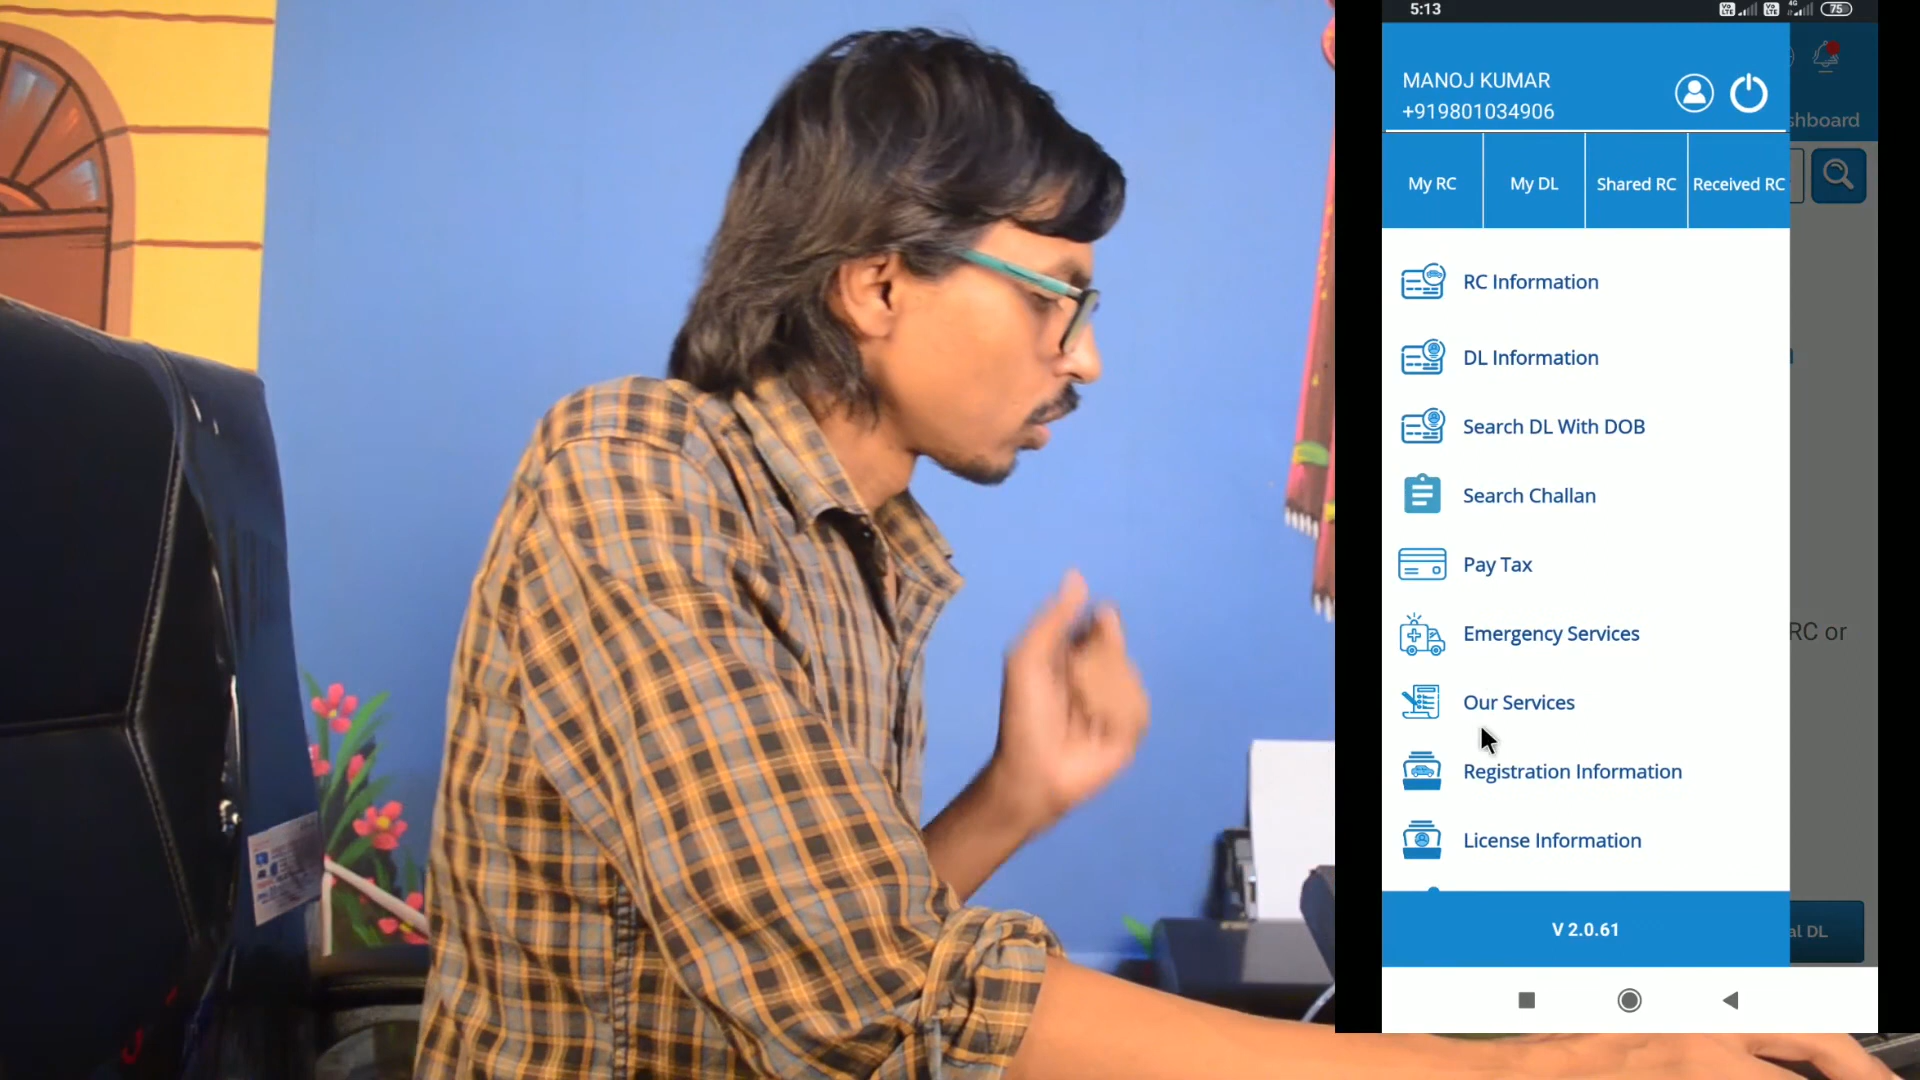 5:13
75
MANOJ KUMAR
+919801034906
shboard
My RC
My DL
Shared RC
Received RC
RC Information
DL Information
Search DL With DOB
Search Challan
Pay Tax
Emergency Services
RC or
Our Services
Registration Information
License Information
V 2.0.61
al DL